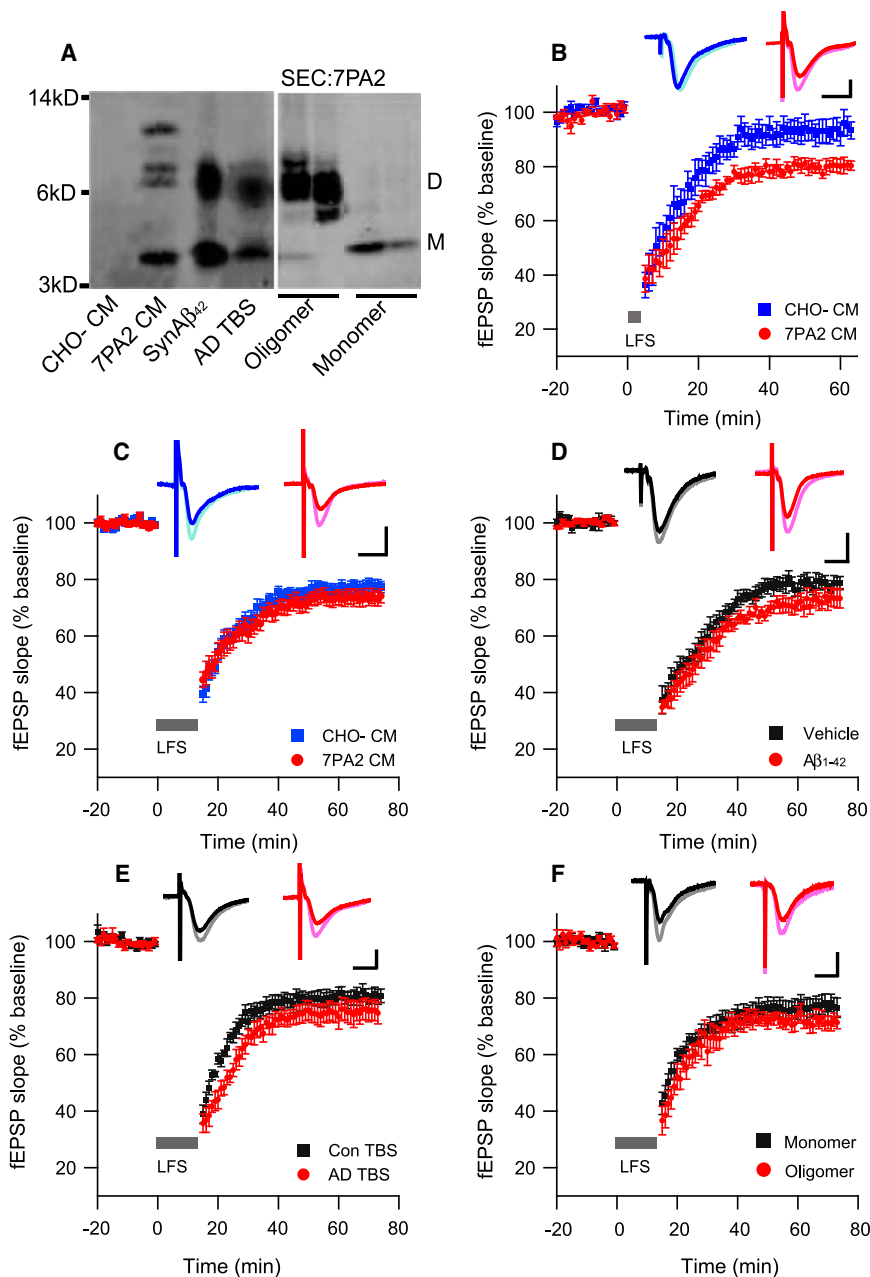 A
SEC:7PA2
14kD
6kD
3kD
D
M
CHO- CM
7PA2 CM
SynAβ42
AD TBS
Oligomer
Monomer
B
fEPSP slope (% baseline)
100
80
60
40
20
LFS
CHO- CM
7PA2 CM
-20 0 20 40 60
Time (min)
C
fEPSP slope (% baseline)
100
80
60
40
20
LFS
CHO- CM
7PA2 CM
-20 0 20 40 60 80
Time (min)
D
fEPSP slope (% baseline)
100
80
60
40
20
LFS
Vehicle
Aβ1-42
-20 0 20 40 60 80
Time (min)
E
fEPSP slope (% baseline)
100
80
60
40
20
LFS
Con TBS
AD TBS
-20 0 20 40 60 80
Time (min)
F
fEPSP slope (% baseline)
100
80
60
40
20
LFS
Monomer
Oligomer
-20 0 20 40 60 80
Time (min)